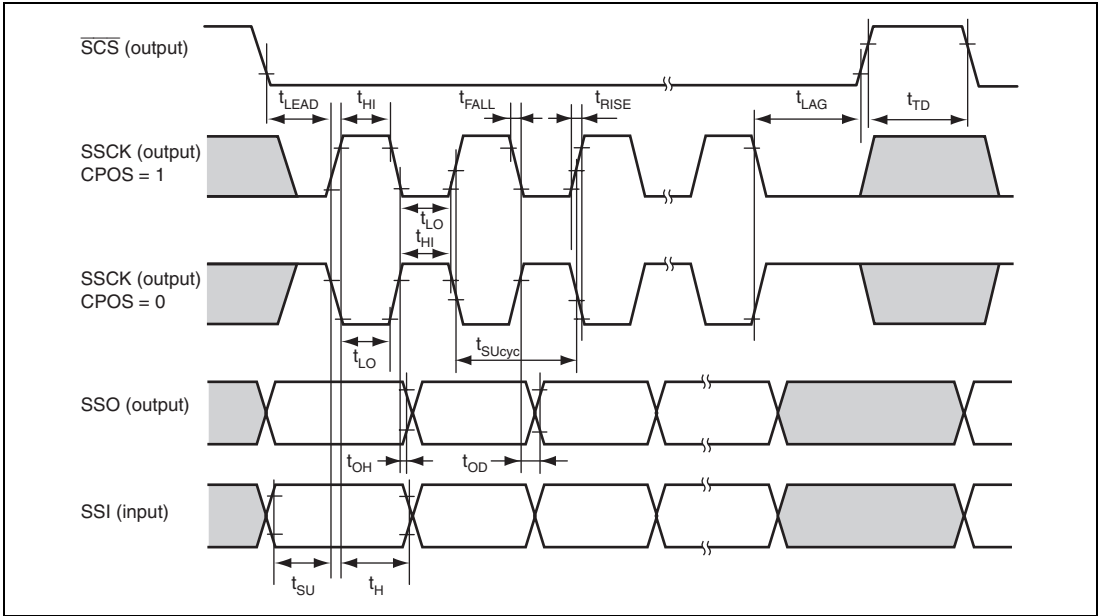 SCS (output)
tLEAD tHI tFALL tRISE tLAG tTD
SSCK (output)
CPOS = 1
tLO
tHI
SSCK (output)
CPOS = 0
tLO
tSUcyc
SSO (output)
tOH tOD
SSI (input)
tSU tH